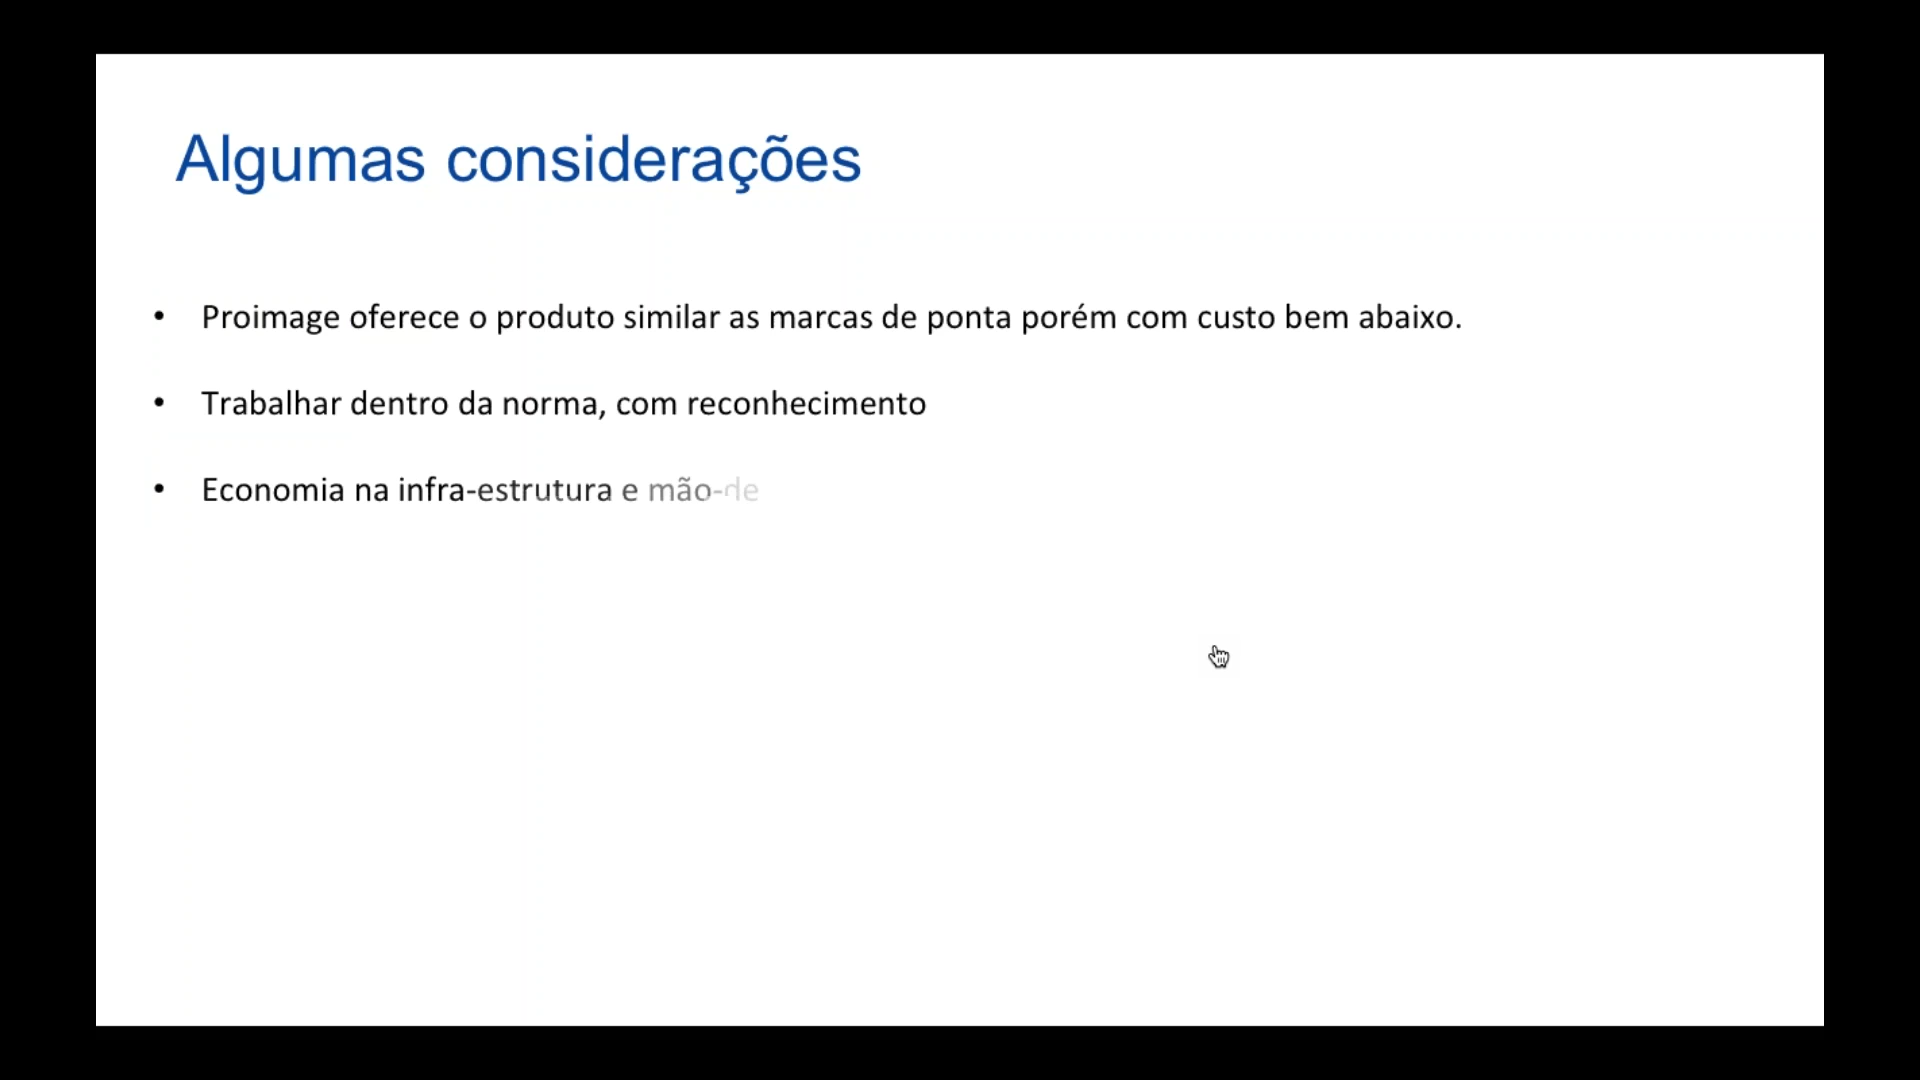 Algumas considerações
• Proimage oferece o produto similar as marcas de ponta porém com custo bem abaixo.
• Trabalhar dentro da norma, com reconhecimento
• Economia na infra-estrutura e mão-de